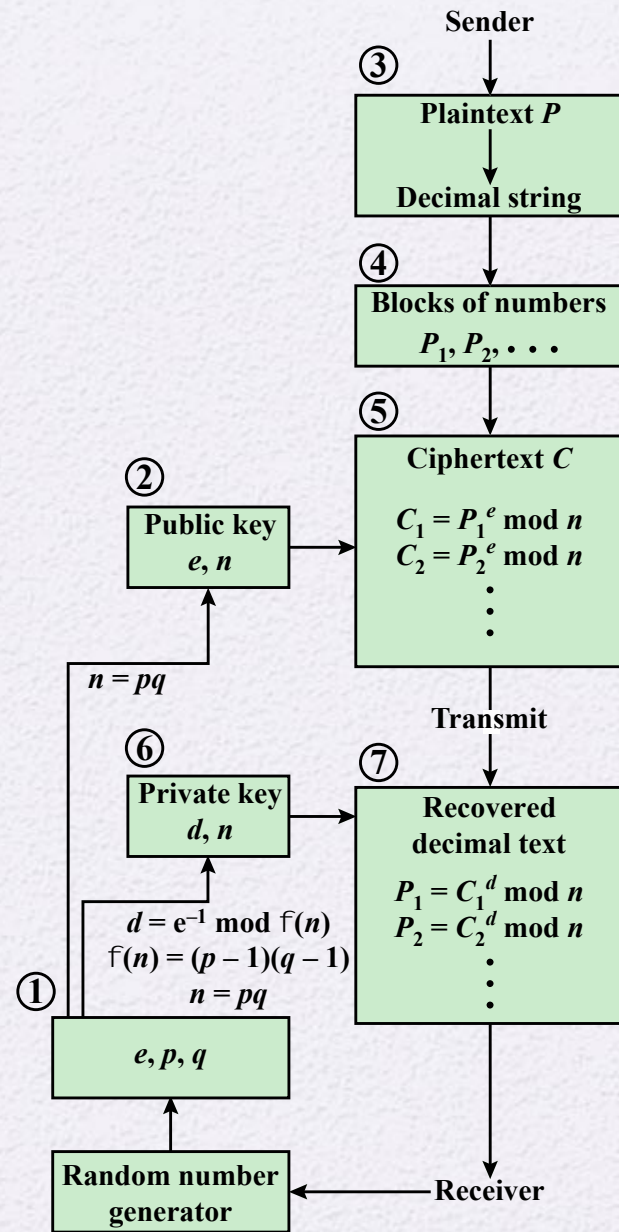 Sender
③
Plaintext P
Decimal string
④
Blocks of numbers
P₁, P₂, . . .
⑤
Ciphertext C
C₁ = P₁ᵉ mod n
C₂ = P₂ᵉ mod n
②
Public key
e, n
n = pq
Transmit
⑥
Private key
d, n
⑦
Recovered
decimal text
P₁ = C₁ᵈ mod n
P₂ = C₂ᵈ mod n
d = e⁻¹ mod f(n)
f(n) = (p – 1)(q – 1)
n = pq
①
e, p, q
Random number
generator
Receiver